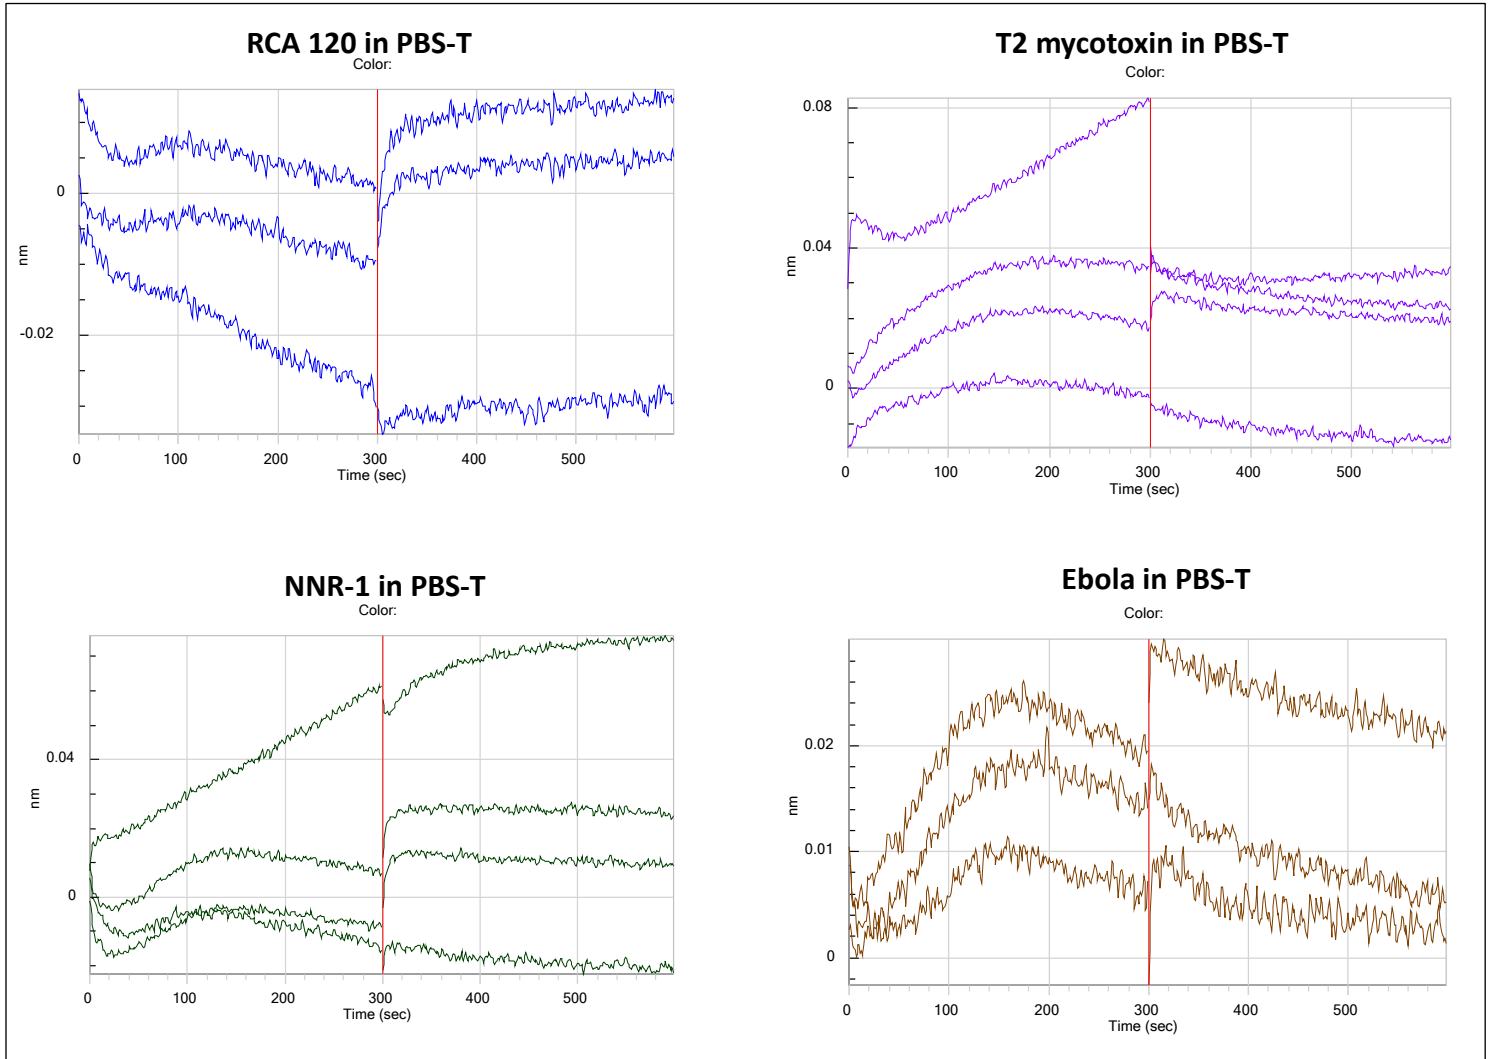 RCA 120 in PBS-T
Color:
0
-0.02
nm
0
100
200
300
400
500
Time (sec)
T2 mycotoxin in PBS-T
Color:
0.08
0.04
0
nm
0
100
200
300
400
500
Time (sec)
NNR-1 in PBS-T
Color:
0.04
0
nm
0
100
200
300
400
500
Time (sec)
Ebola in PBS-T
Color:
0.02
0.01
0
nm
0
100
200
300
400
500
Time (sec)